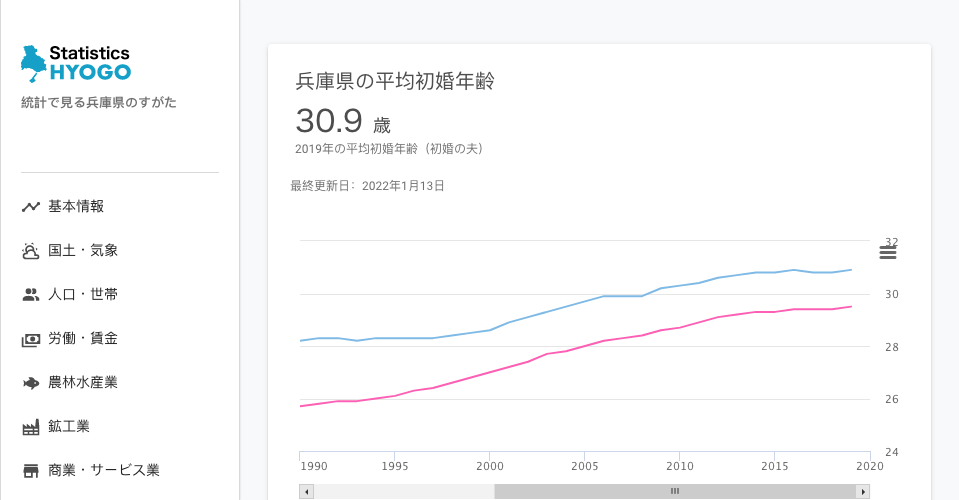 Statistics
HYOGO
統計で見る兵庫県のすがた
基本情報
国土・気象
人口・世帯
労働・賃金
農林水産業
鉱工業
商業・サービス業
兵庫県の平均初婚年齢
30.9 歳
2019年の平均初婚年齢（初婚の夫）
最終更新日：2022年1月13日
32
30
28
26
24
1990 1995 2000 2005 2010 2015 2020